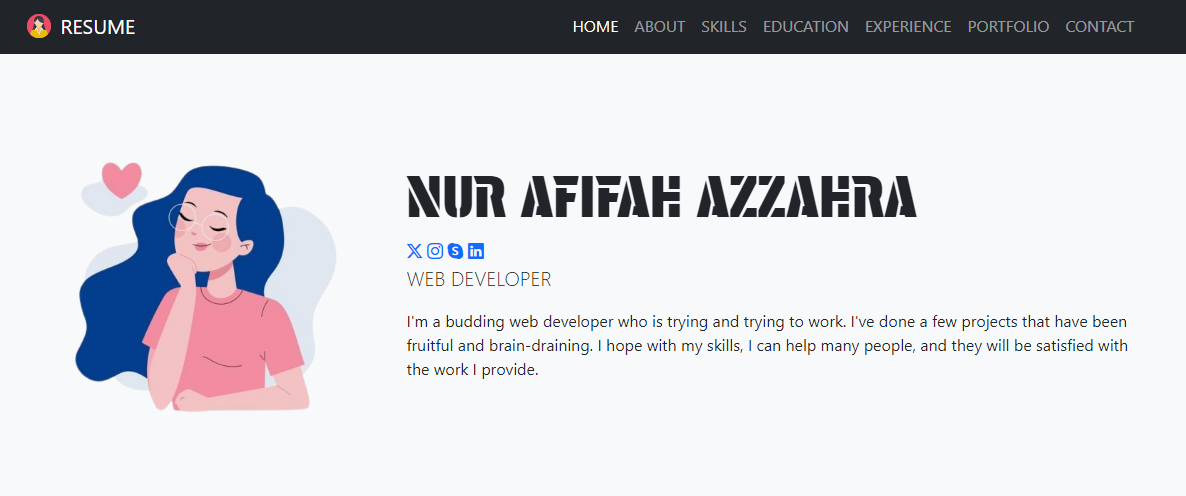 RESUME
HOME ABOUT SKILLS EDUCATION EXPERIENCE PORTFOLIO CONTACT
NUR AFIFAH AZZAHRA
WEB DEVELOPER
I'm a budding web developer who is trying and trying to work. I've done a few projects that have been
fruitful and brain-draining. I hope with my skills, I can help many people, and they will be satisfied with
the work I provide.